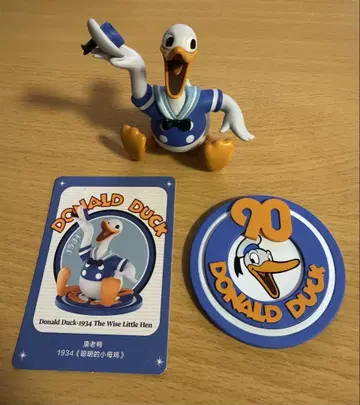 DONALD DUCK
1934
Donald Duck-1934 The Wise Little Hen
唐老鸭
1934《聪明的小母鸡》
90
DONALD DUCK